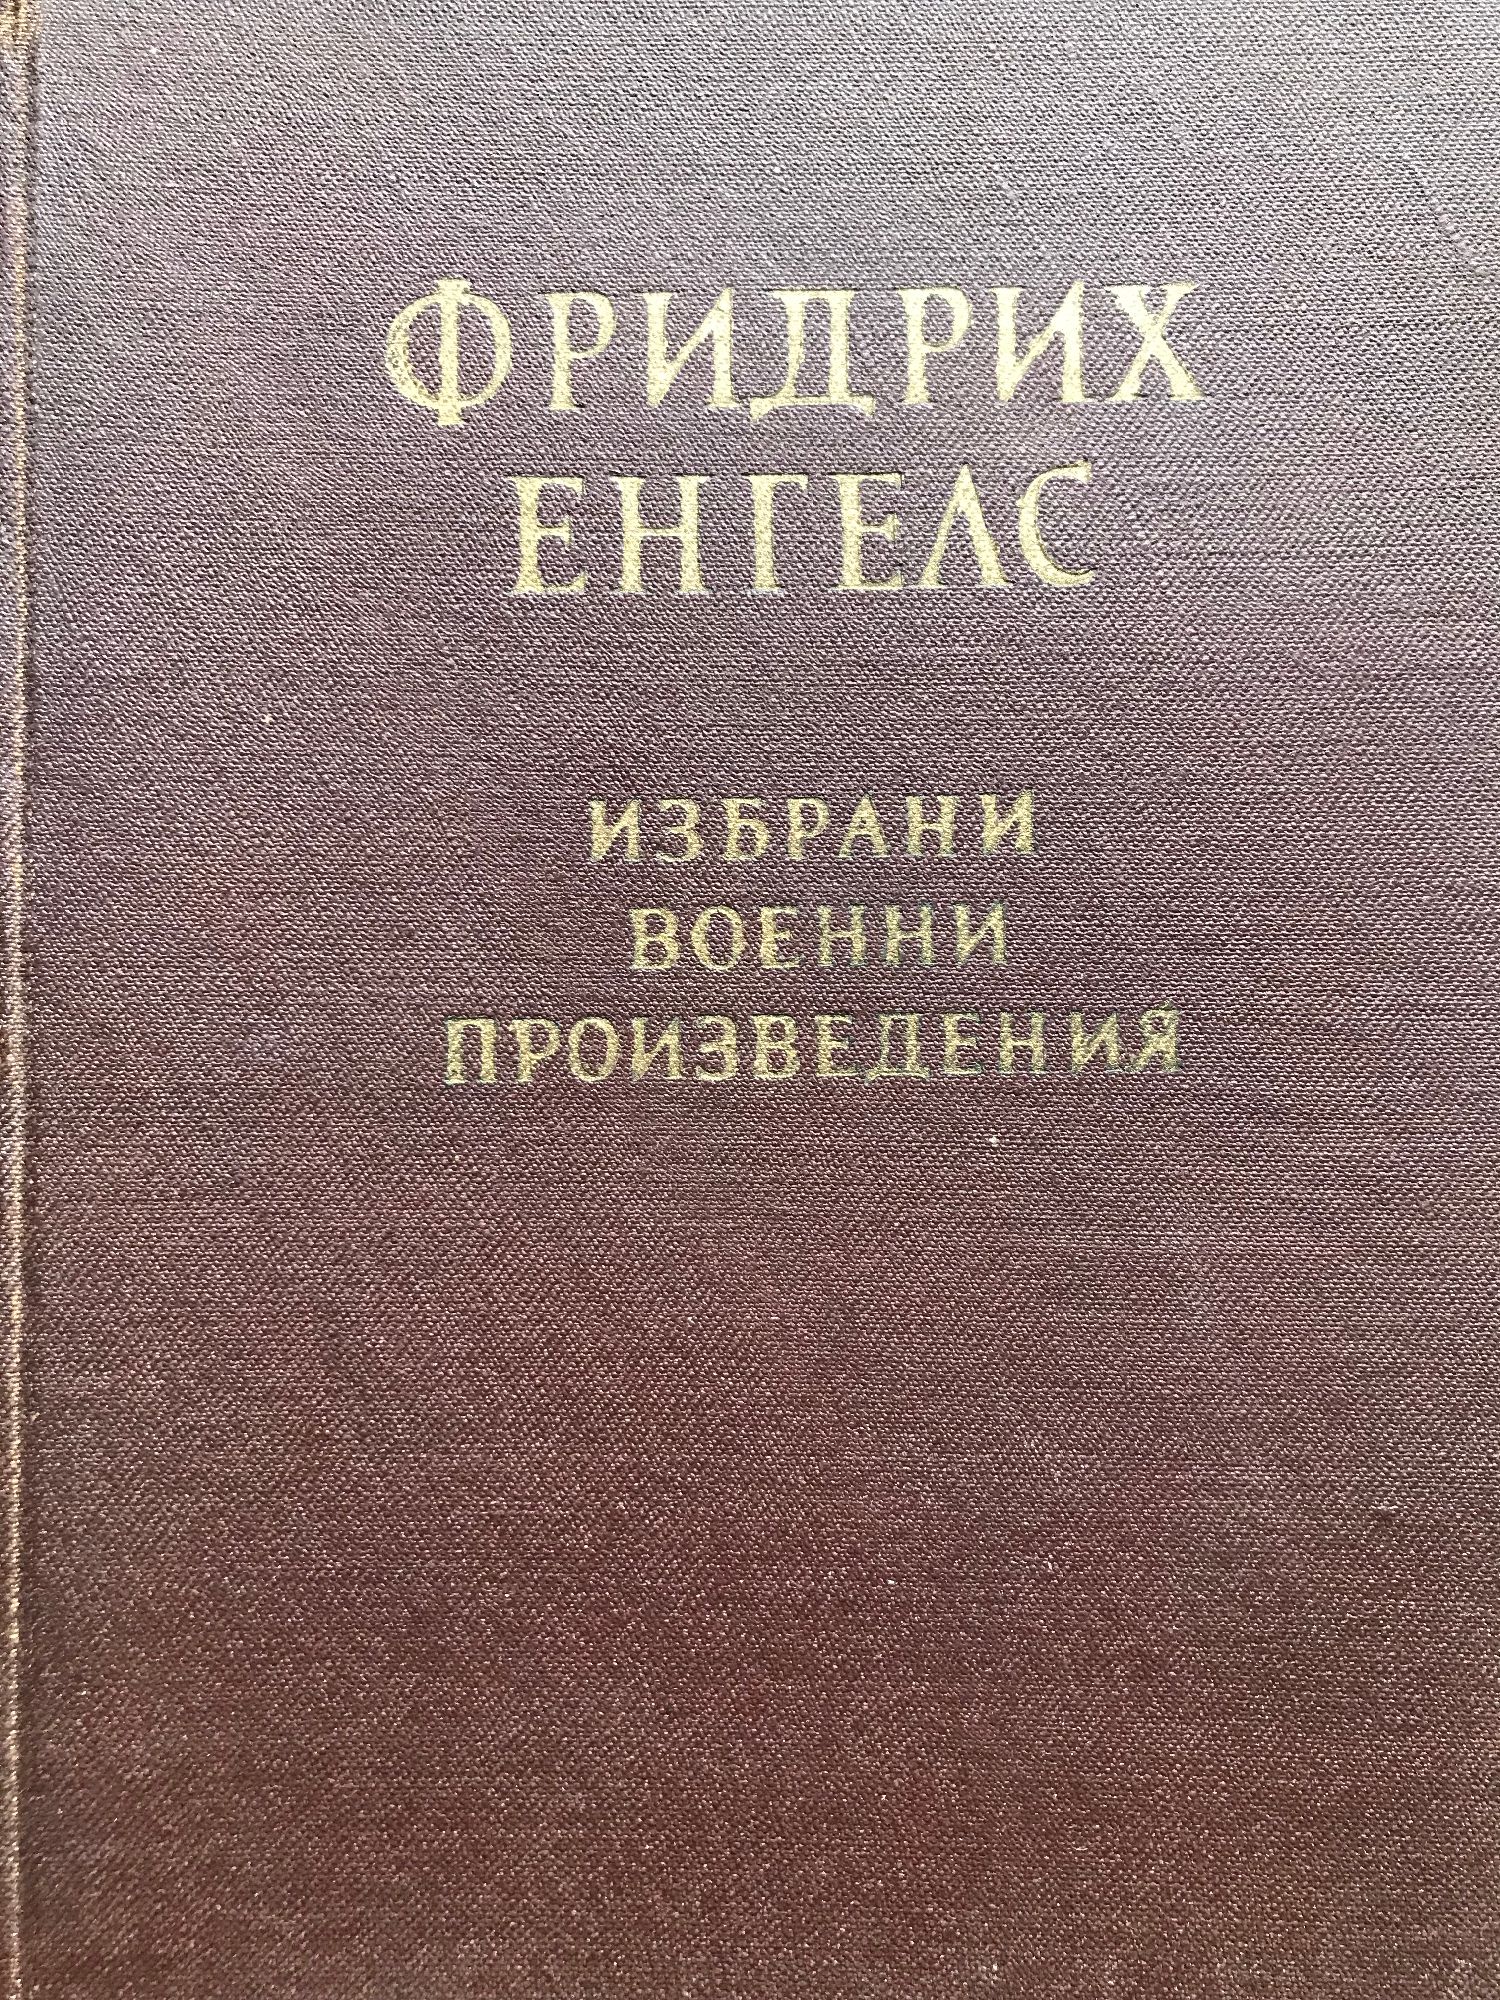 ФРИДРИХ
ЕНГЕЛС
ИЗБРАНИ
ВОЕННИ
ПРОИЗВЕДЕНИЯ